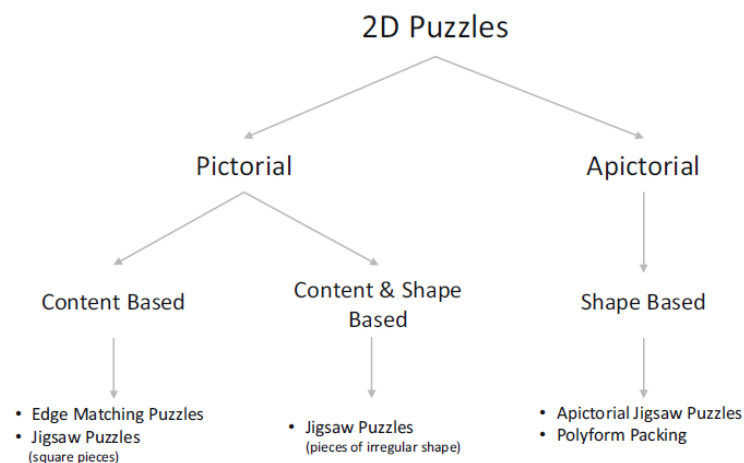 2D Puzzles
Pictorial
Apictorial
Content Based
Content & Shape
Based
Shape Based
• Edge Matching Puzzles
• Jigsaw Puzzles
(square pieces)
• Jigsaw Puzzles
(pieces of irregular shape)
• Apictorial Jigsaw Puzzles
• Polyform Packing